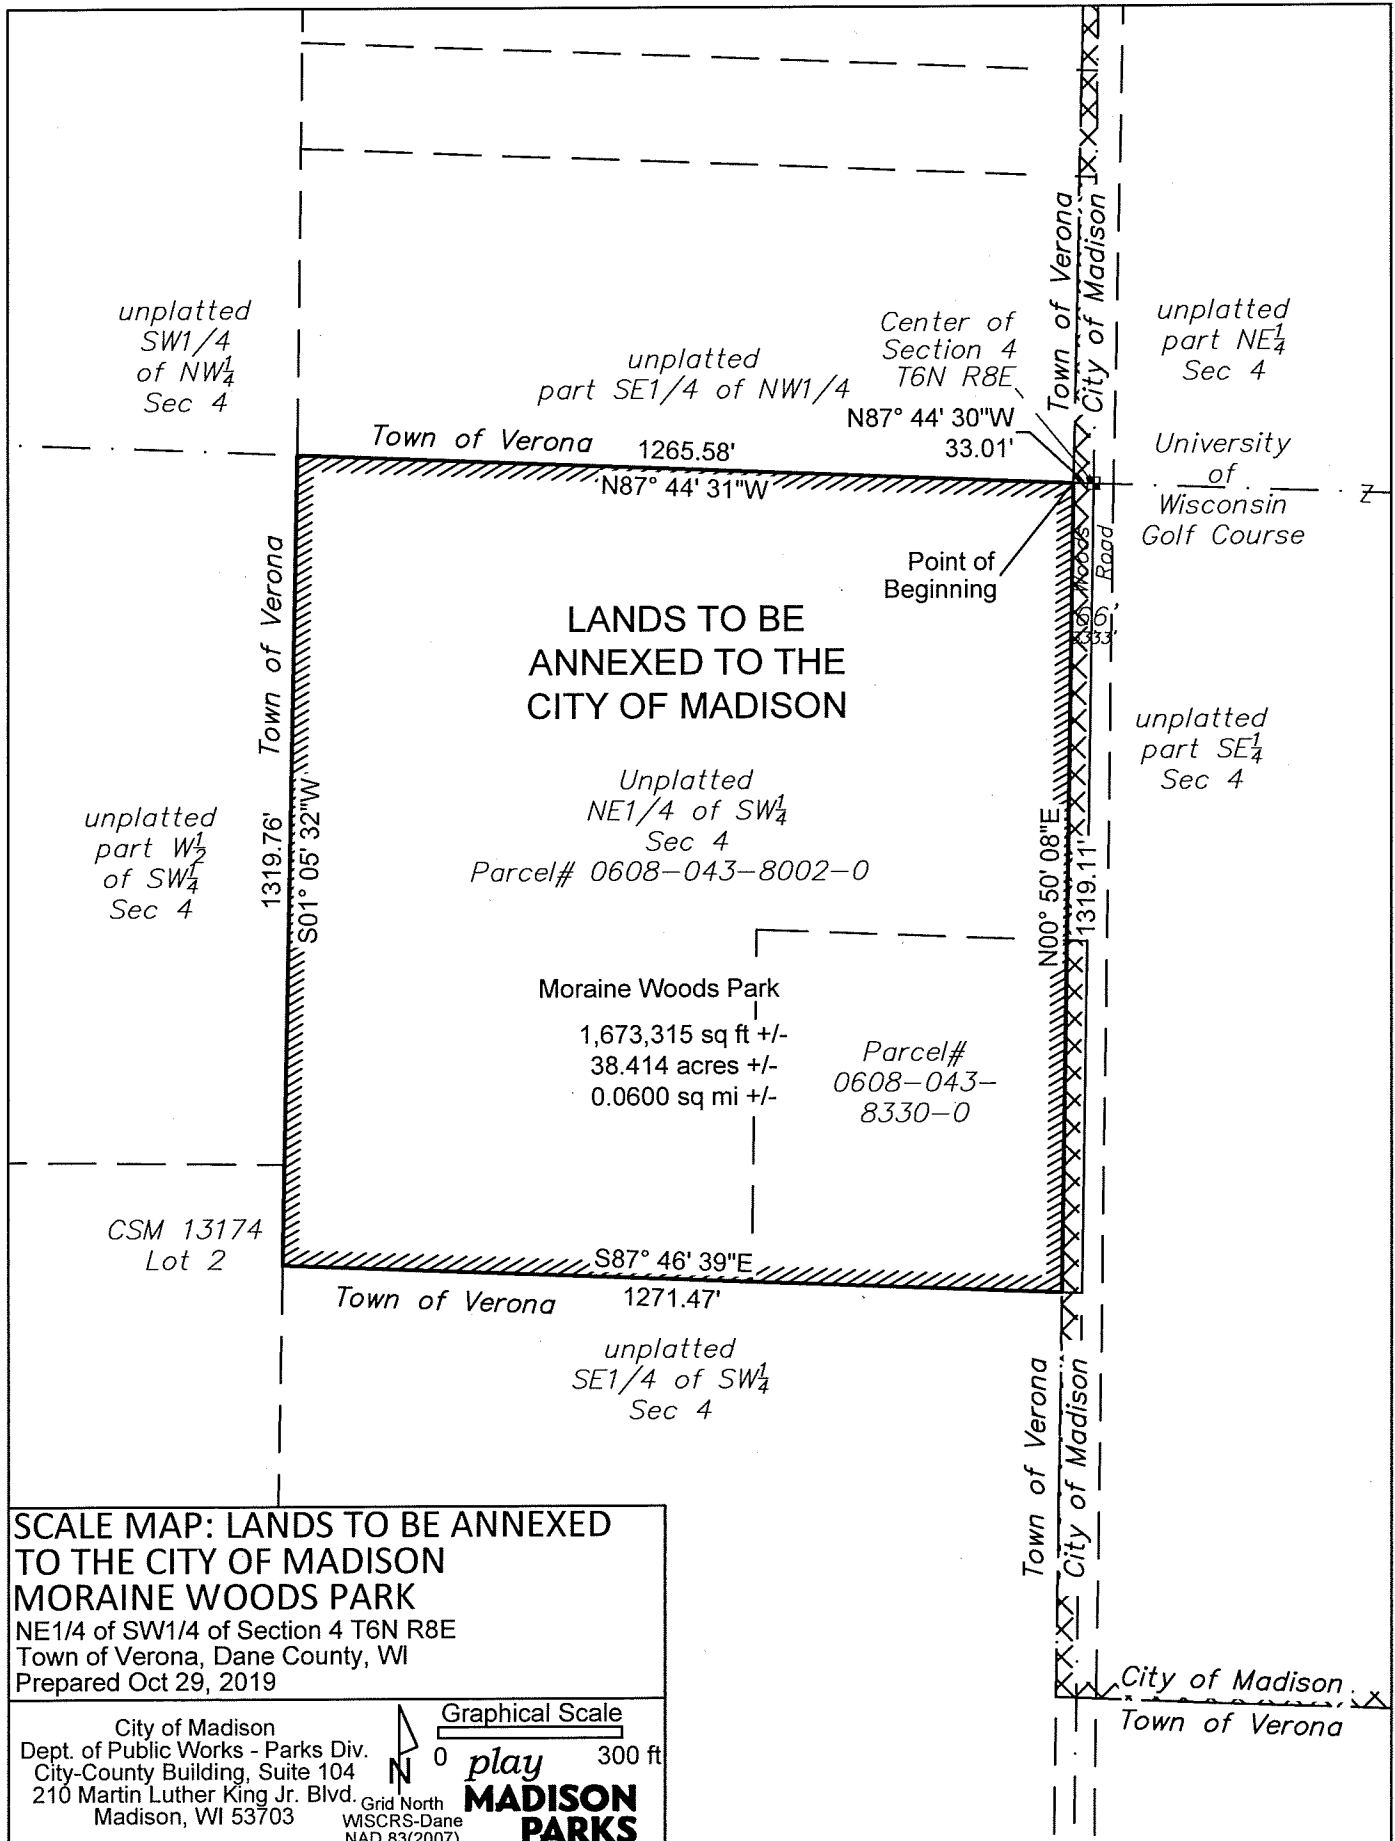 Town of Verona
City of Madison
unplatted
SW1/4
of NW1/4
Sec 4
unplatted
part SE1/4 of NW1/4
Center of
Section 4
T6N R8E
N87° 44' 30"W
33.01'
unplatted
part NE1/4
Sec 4
University
of
Wisconsin
Golf Course
Town of Verona
1265.58'
N87° 44' 31"W
Point of
Beginning
Woods
Road
66'
33'33'
LANDS TO BE
ANNEXED TO THE
CITY OF MADISON
Town of Verona
1319.76'
S01° 05' 32"W
unplatted
part SE1/4
Sec 4
Unplatted
NE1/4 of SW1/4
Sec 4
Parcel# 0608-043-8002-0
unplatted
part W1/2
of SW1/4
Sec 4
N00° 50' 08"E
1319.11'
Moraine Woods Park
1,673,315 sq ft +/-
38.414 acres +/-
0.0600 sq mi +/-
Parcel#
0608-043-
8330-0
CSM 13174
Lot 2
S87° 46' 39"E
1271.47'
Town of Verona
unplatted
SE1/4 of SW1/4
Sec 4
Town of Verona
City of Madison
City of Madison
Town of Verona
SCALE MAP: LANDS TO BE ANNEXED
TO THE CITY OF MADISON
MORAINE WOODS PARK
NE1/4 of SW1/4 of Section 4 T6N R8E
Town of Verona, Dane County, WI
Prepared Oct 29, 2019
City of Madison
Dept. of Public Works - Parks Div.
City-County Building, Suite 104
210 Martin Luther King Jr. Blvd.
Madison, WI 53703
N
Grid North
WISCRS-Dane
NAD 83(2007)
Graphical Scale
0 300 ft
play
MADISON
PARKS